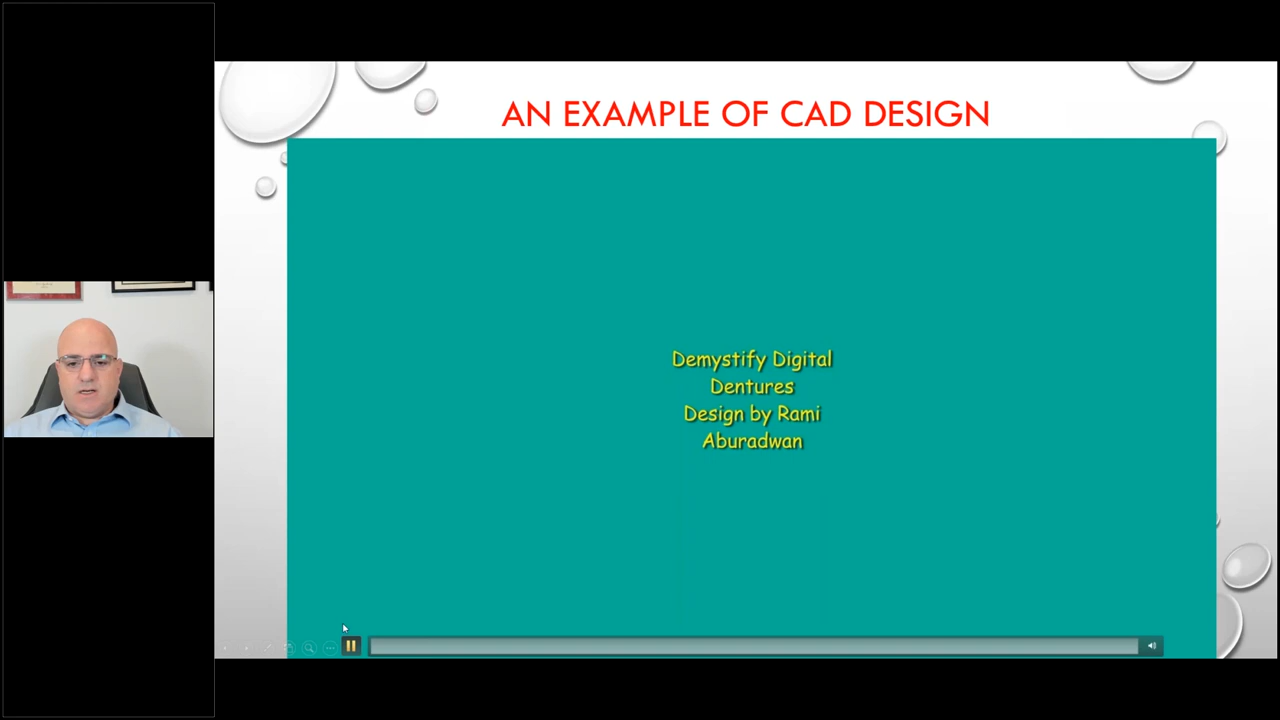 AN EXAMPLE OF CAD DESIGN
Demystify Digital
Dentures
Design by Rami
Aburadwan